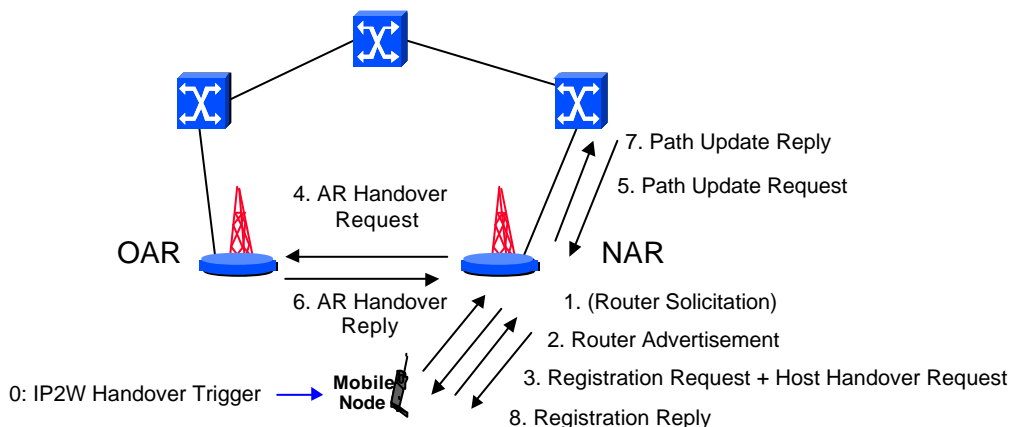 7. Path Update Reply
5. Path Update Request
4. AR Handover
Request
OAR
NAR
6. AR Handover
Reply
1. (Router Solicitation)
2. Router Advertisement
0: IP2W Handover Trigger
Mobile
Node
3. Registration Request + Host Handover Request
8. Registration Reply